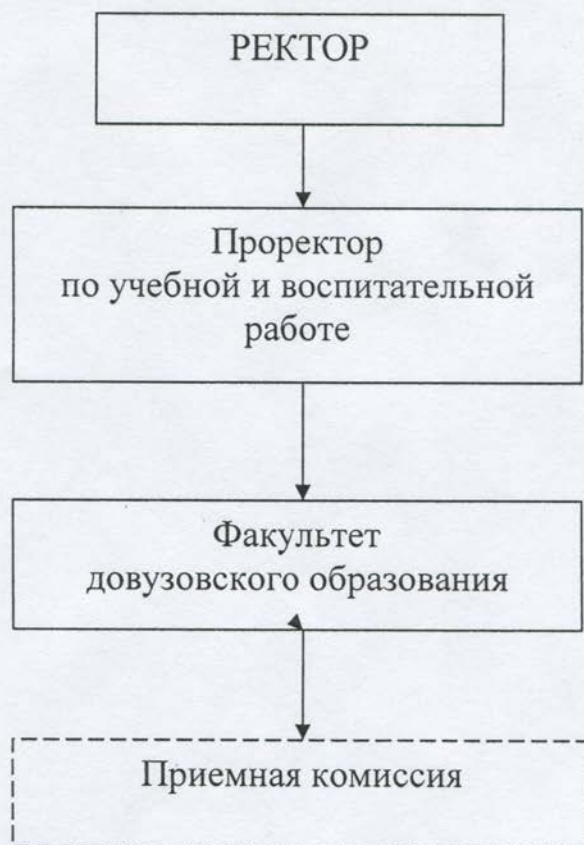 РЕКТОР
Проректор
по учебной и воспитательной
работе
Факультет
довузовского образования
Приемная комиссия